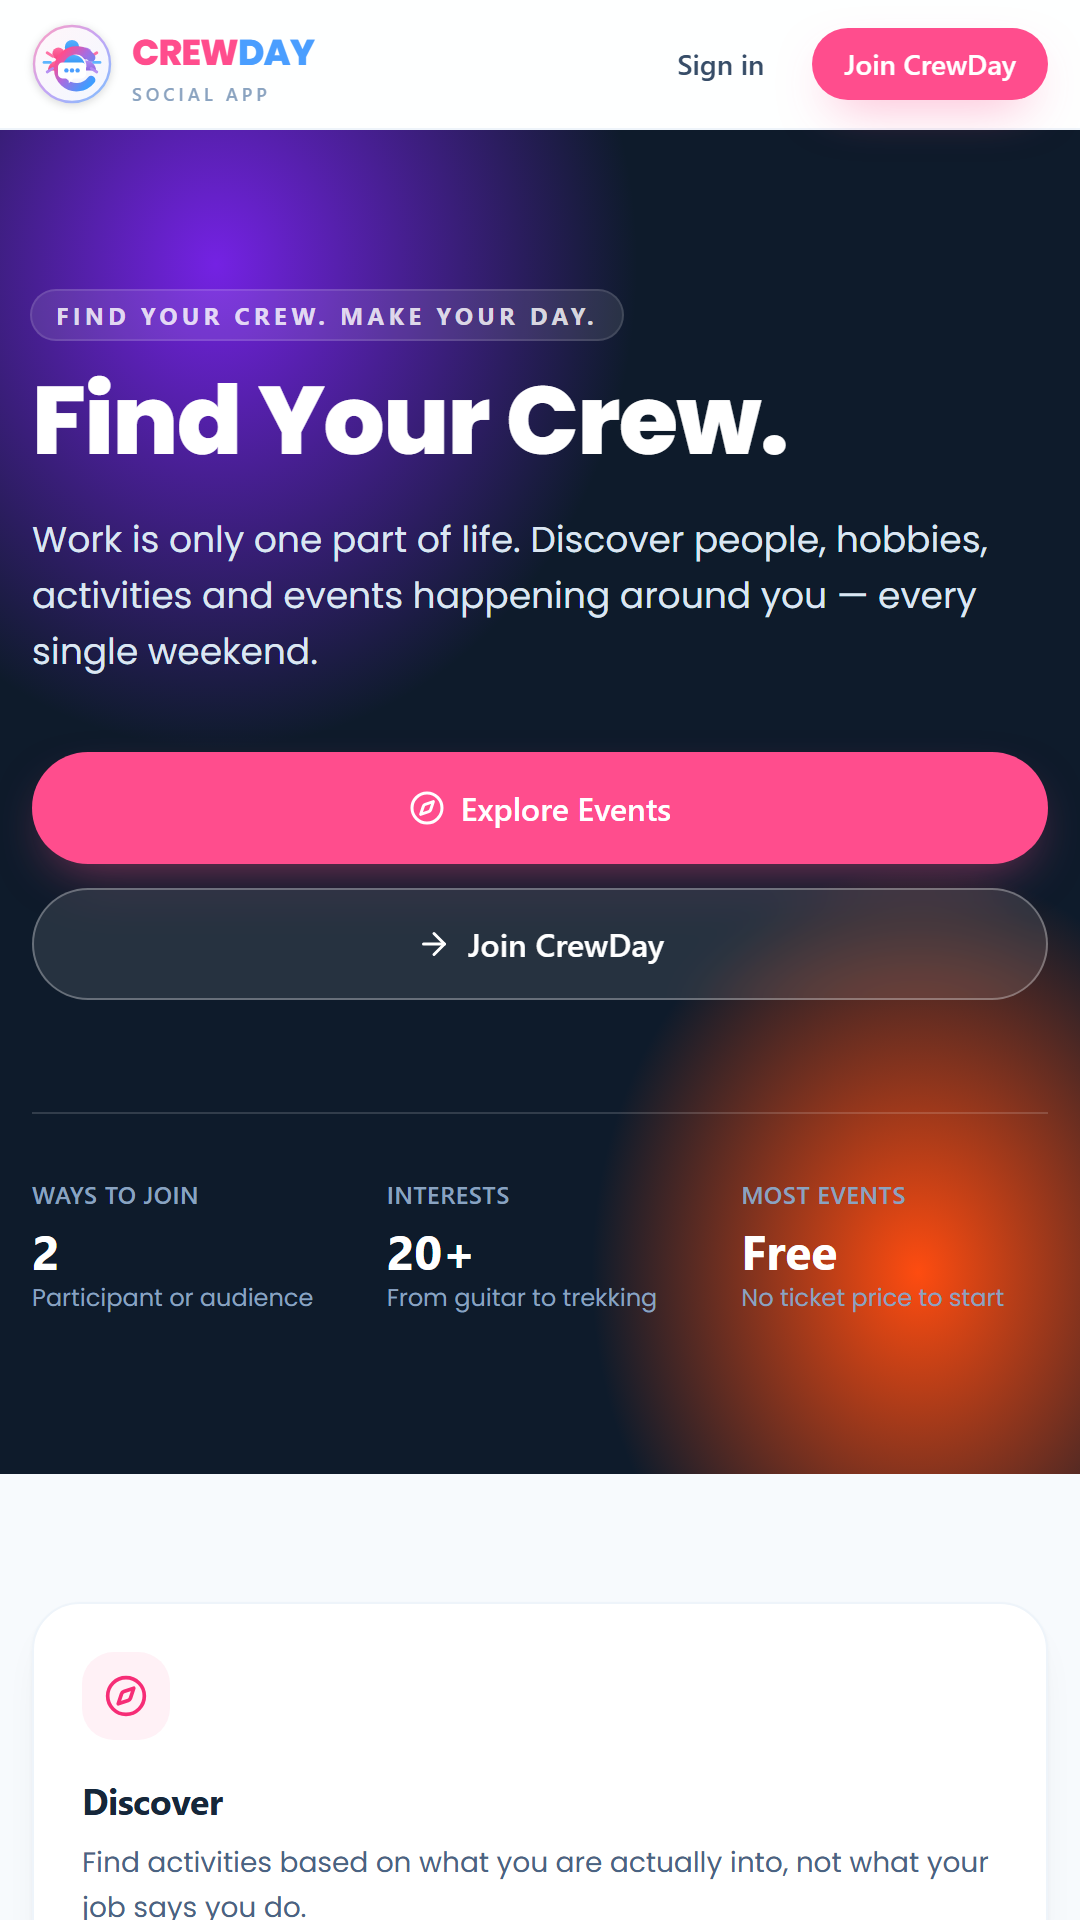 CREWDAY
SOCIAL APP
Sign in
Join CrewDay
FIND YOUR CREW. MAKE YOUR DAY.
Find Your Crew.
Work is only one part of life. Discover people, hobbies,
activities and events happening around you — every
single weekend.
Explore Events
Join CrewDay
WAYS TO JOIN
2
Participant or audience
INTERESTS
20+
From guitar to trekking
MOST EVENTS
Free
No ticket price to start
Discover
Find activities based on what you are actually into, not what your
job says you do.